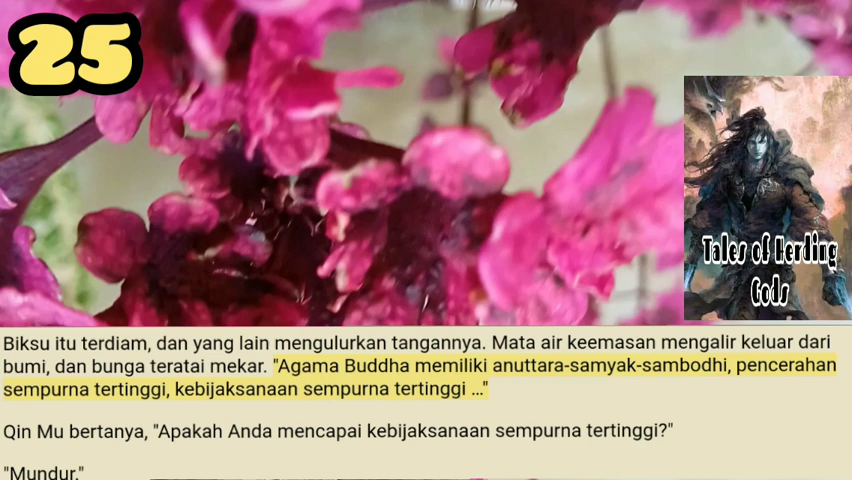 25
Tales of Herding
Gods
Biksu itu terdiam, dan yang lain mengulurkan tangannya. Mata air keemasan mengalir keluar dari
bumi, dan bunga teratai mekar. "Agama Buddha memiliki anuttara-samyak-sambodhi, pencerahan
sempurna tertinggi, kebijaksanaan sempurna tertinggi ..."
Qin Mu bertanya, "Apakah Anda mencapai kebijaksanaan sempurna tertinggi?"
"Mundur."